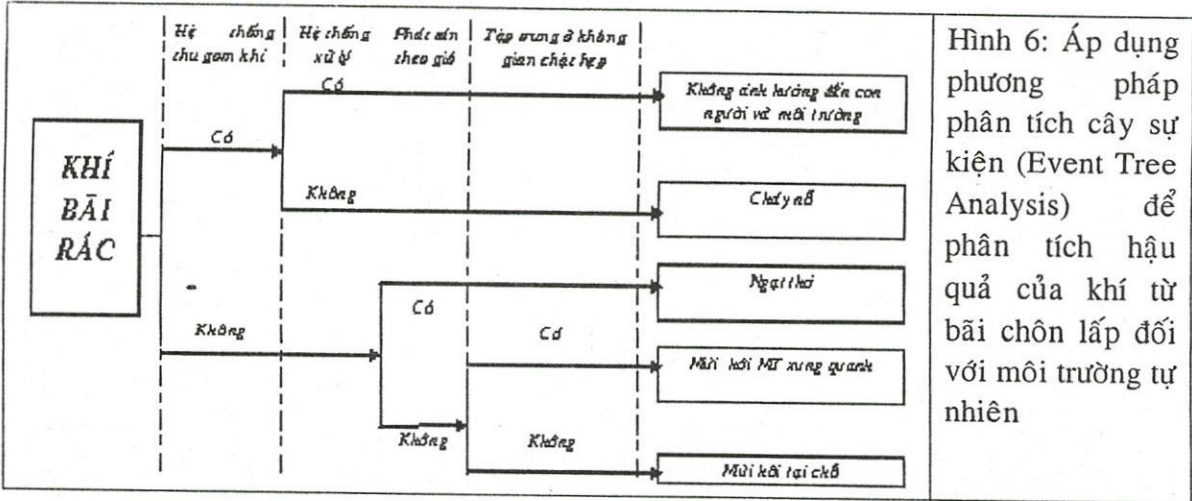 Hệ thống
thu gom khí
Hệ thống
xử lý
Phát tán
theo gió
Tập trung ở không
gian chật hẹp
KHÍ
BÃI
RÁC
Có
Có
Không ảnh hưởng đến con
người và môi trường
Không
Cháy nổ
Không
Có
Ngạt thở
Có
Mùi hôi MT xung quanh
Không
Không
Mùi hôi tại chỗ
Hình 6: Áp dụng
phương pháp
phân tích cây sự
kiện (Event Tree
Analysis) để
phân tích hậu
quả của khí từ
bãi chôn lấp đối
với môi trường tự
nhiên